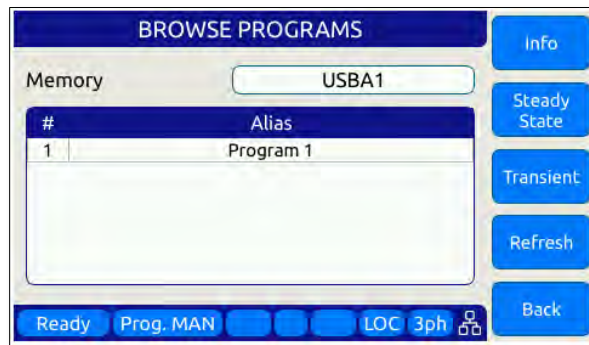 BROWSE PROGRAMS
Memory USBA1
# Alias
1 Program 1
Ready Prog. MAN LOC 3ph
Info
Steady
State
Transient
Refresh
Back